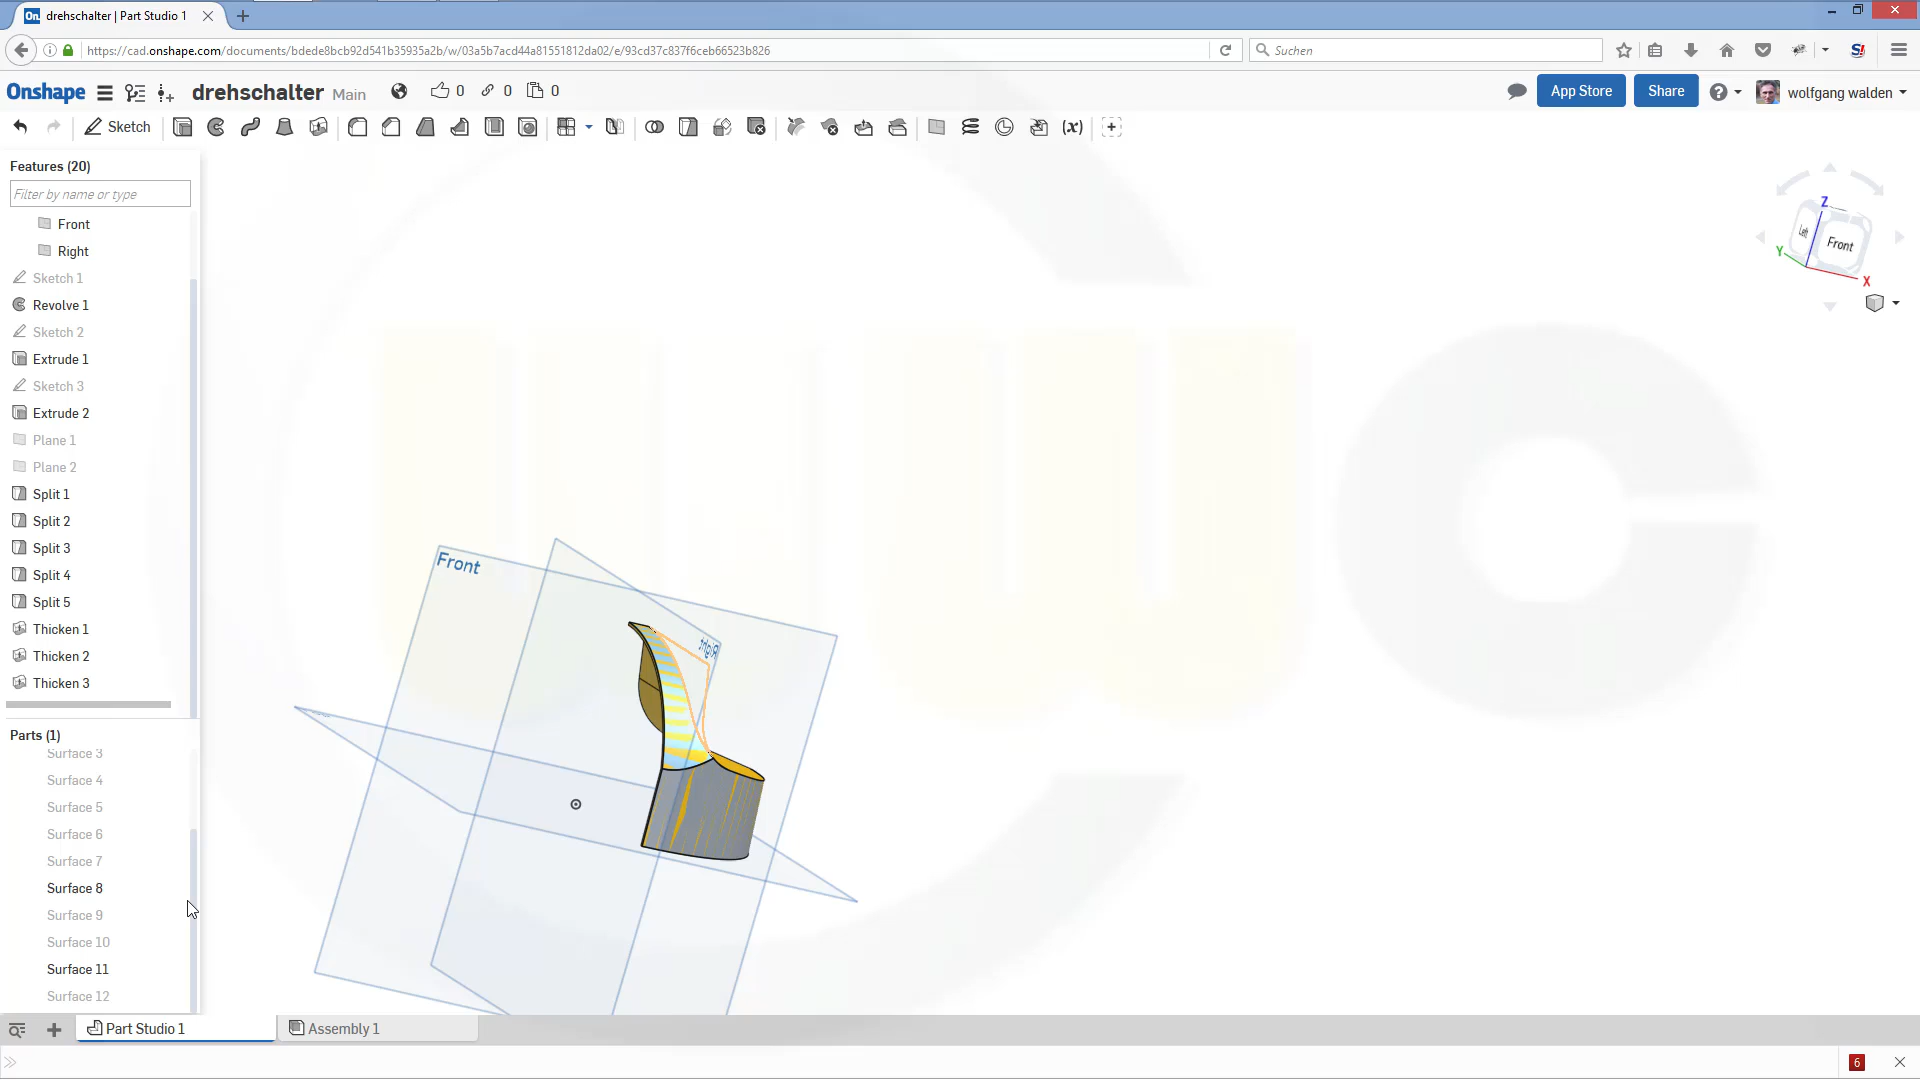 drehschalter | Part Studio 1
https://cad.onshape.com/documents/bdede8bcb92d541b35935a2b/w/03a5b7acd44a81551812da02/e/93cd37c837f6ceb66523b826
Suchen
Onshape drehschalter Main 0 0 0
App Store Share wolfgang walden
Sketch (x)
Features (20)
Filter by name or type
Front
Right
Sketch 1
Revolve 1
Sketch 2
Extrude 1
Sketch 3
Extrude 2
Plane 1
Plane 2
Split 1
Split 2
Split 3
Split 4
Split 5
Thicken 1
Thicken 2
Thicken 3
Parts (1)
Surface 3
Surface 4
Surface 5
Surface 6
Surface 7
Surface 8
Surface 9
Surface 10
Surface 11
Surface 12
Front
Right
Z
Left
Front
Y
X
Part Studio 1
Assembly 1
6